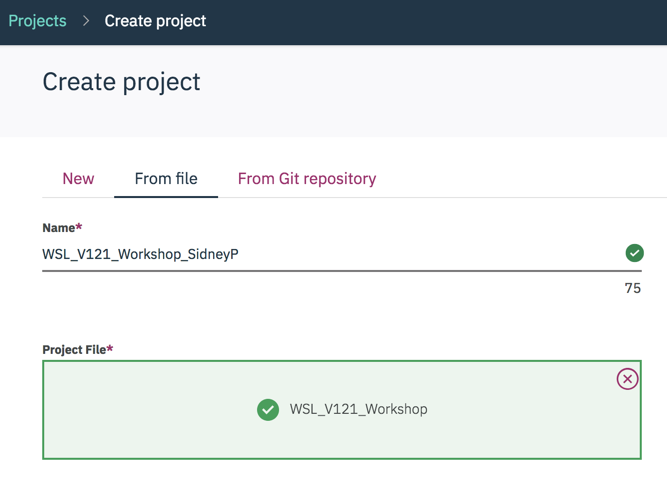 Projects > Create project
Create project
New From file From Git repository
Name*
WSL_V121_Workshop_SidneyP
75
Project File*
WSL_V121_Workshop